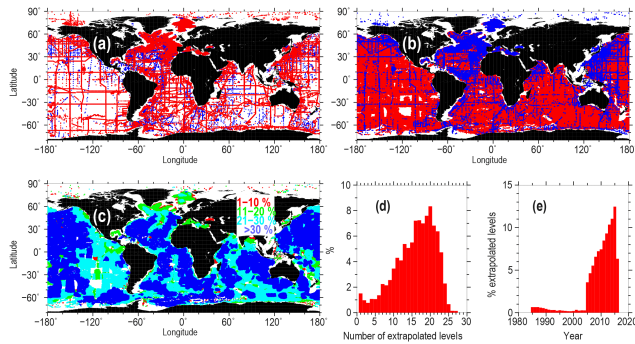 90
60
30
0
−30
−60
Latitude
(a)
−180 −120 −60 0 60 120 180
Longitude
90
60
30
0
−30
−60
(b)
−180 −120 −60 0 60 120 180
Longitude
90
60
30
0
−30
−60
−80
Latitude
(c)
1−10 %
11−20 %
21−30 %
>30 %
−180 −120 −60 0 60 120 180
Longitude
10
8
6
4
2
0
%
(d)
0 5 10 15 20 25 30
Number of extrapolated levels
15
10
5
0
% extrapolated levels
(e)
1980 1990 2000 2010 2020
Year